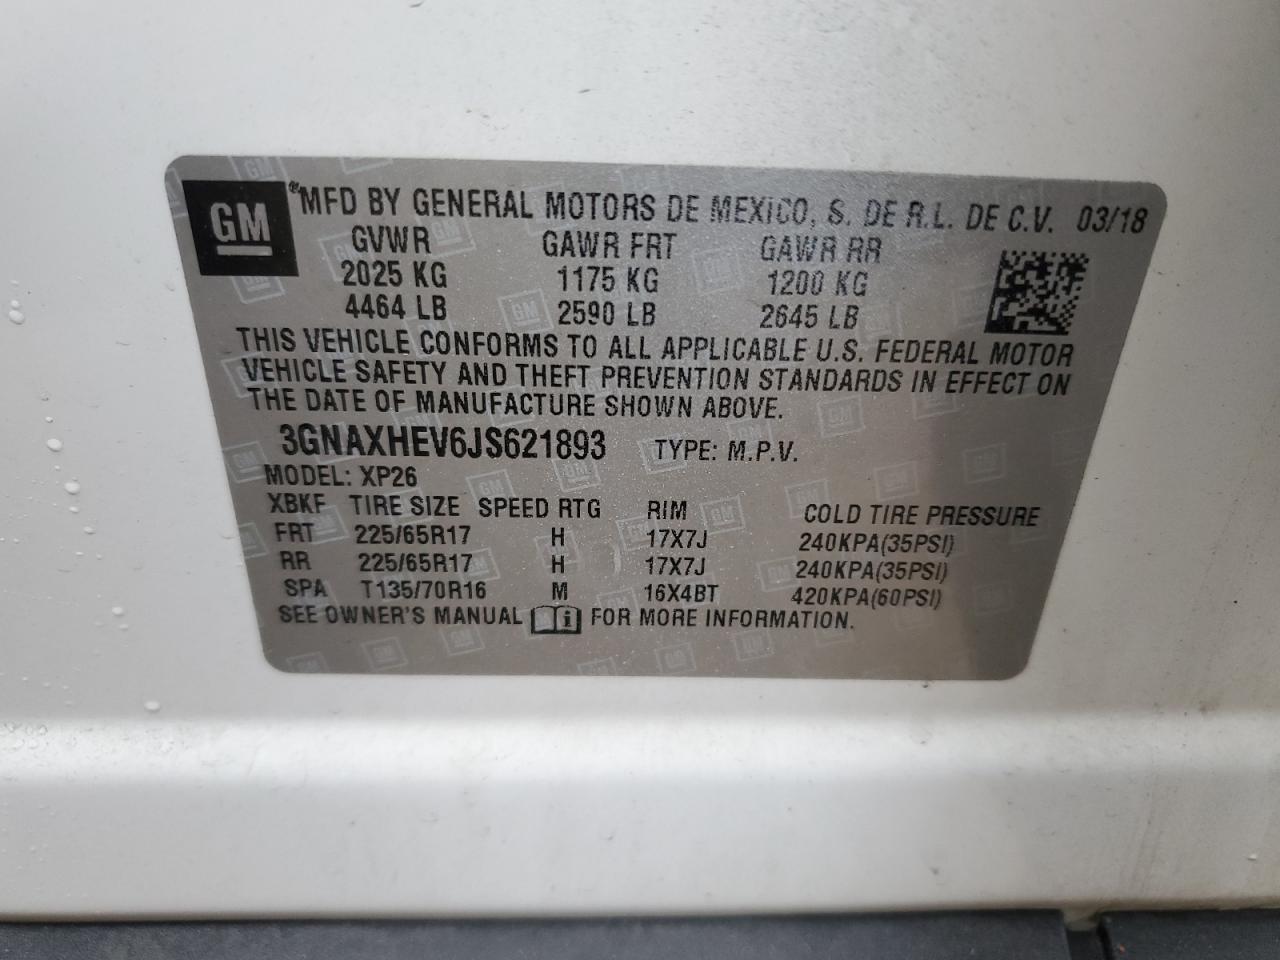 GM ®MFD BY GENERAL MOTORS DE MEXICO, S. DE R.L. DE C.V. 03/18
GVWR GAWR FRT GAWR RR
2025 KG 1175 KG 1200 KG
4464 LB 2590 LB 2645 LB
THIS VEHICLE CONFORMS TO ALL APPLICABLE U.S. FEDERAL MOTOR
VEHICLE SAFETY AND THEFT PREVENTION STANDARDS IN EFFECT ON
THE DATE OF MANUFACTURE SHOWN ABOVE.
3GNAXHEV6JS621893 TYPE: M.P.V.
MODEL: XP26
XBKF TIRE SIZE SPEED RTG RIM COLD TIRE PRESSURE
FRT 225/65R17 H 17X7J 240KPA(35PSI)
RR 225/65R17 H 17X7J 240KPA(35PSI)
SPA T135/70R16 M 16X4BT 420KPA(60PSI)
SEE OWNER'S MANUAL i FOR MORE INFORMATION.